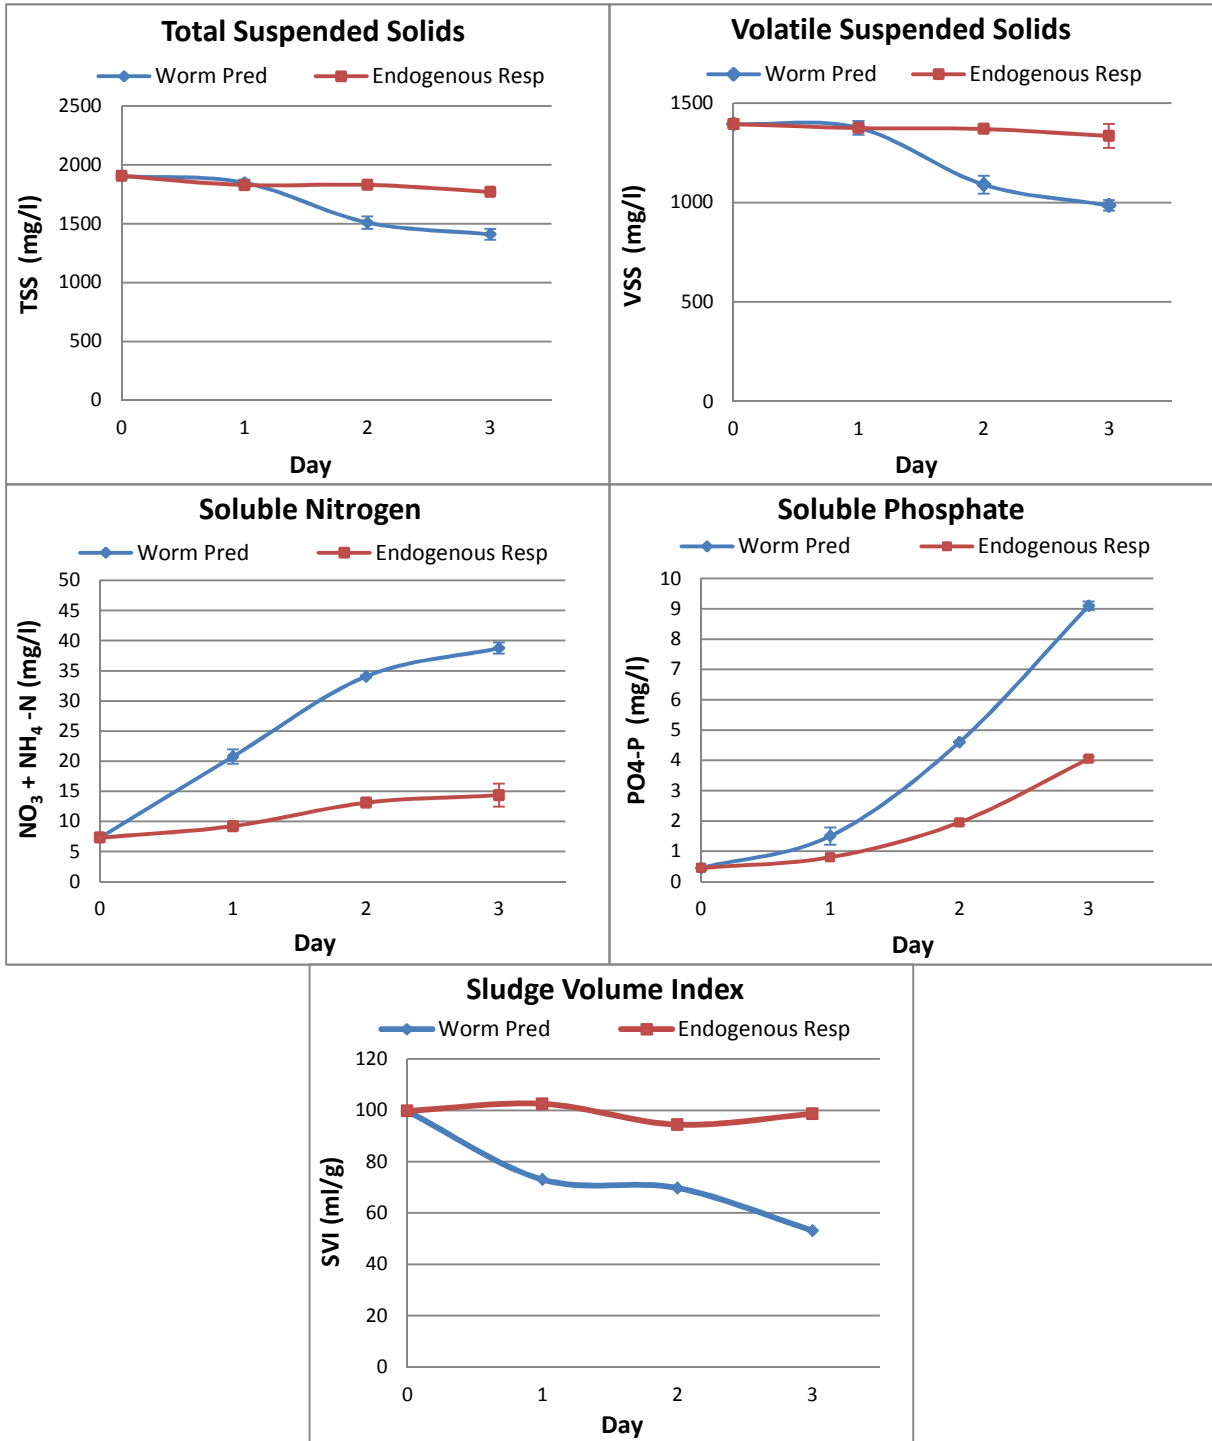 Total Suspended Solids
Worm Pred Endogenous Resp
2500
2000
1500
1000
500
0
0 1 2 3
TSS (mg/l)
Day
Volatile Suspended Solids
Worm Pred Endogenous Resp
1500
1000
500
0
0 1 2 3
VSS (mg/l)
Day
Soluble Nitrogen
Worm Pred Endogenous Resp
50
45
40
35
30
25
20
15
10
5
0
0 1 2 3
NO₃ + NH₄ -N (mg/l)
Day
Soluble Phosphate
Worm Pred Endogenous Resp
10
9
8
7
6
5
4
3
2
1
0
0 1 2 3
PO4-P (mg/l)
Day
Sludge Volume Index
Worm Pred Endogenous Resp
120
100
80
60
40
20
0
0 1 2 3
SVI (ml/g)
Day